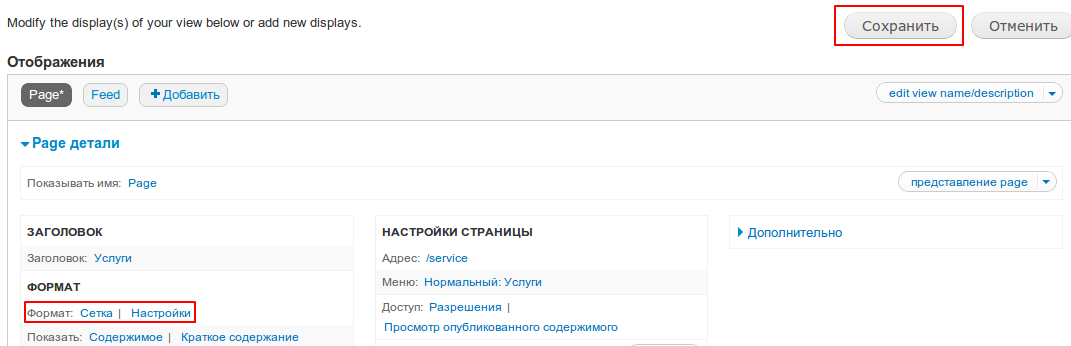 Modify the display(s) of your view below or add new displays.
Сохранить
Отменить
Отображения
Page*
Feed
Добавить
edit view name/description
Page детали
Показывать имя: Page
представление page
ЗАГОЛОВОК
Заголовок: Услуги
ФОРМАТ
Формат: Сетка | Настройки
Показать: Содержимое | Краткое содержание
НАСТРОЙКИ СТРАНИЦЫ
Адрес: /service
Меню: Нормальный: Услуги
Доступ: Разрешения |
Просмотр опубликованного содержимого
Дополнительно